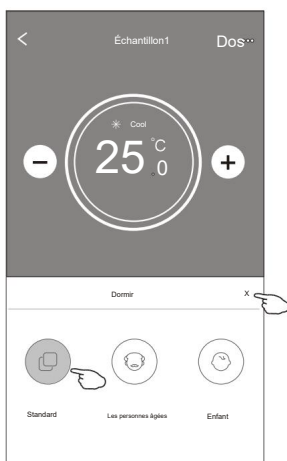 Échantillon1 Dos
Cool
25 °C
.0
Dormir X
Standard Les personnes âgées Enfant